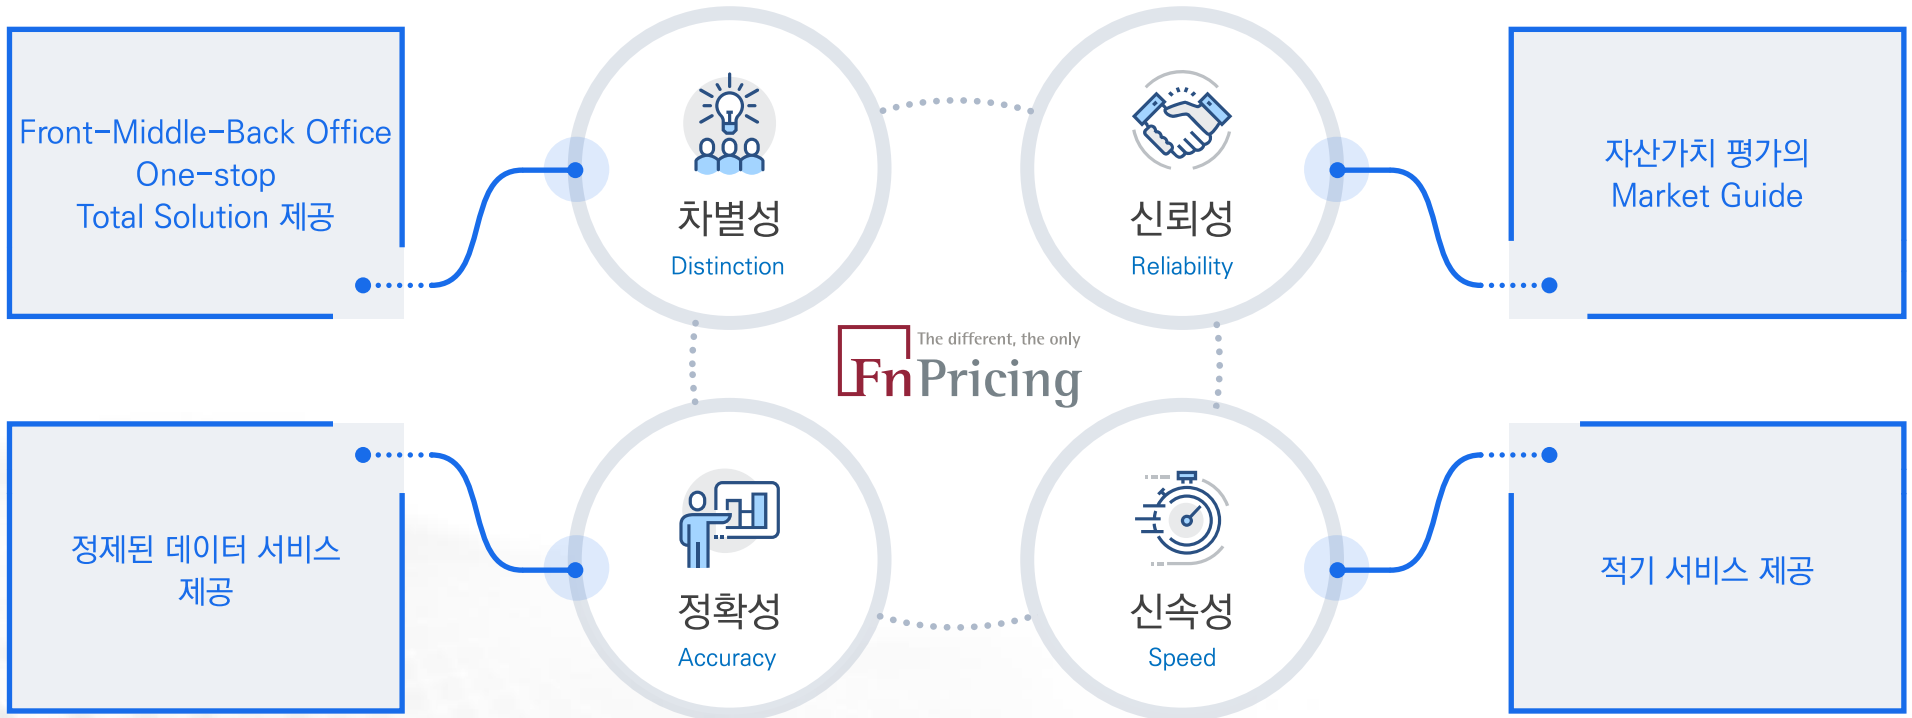 Front-Middle-Back Office
One-stop
Total Solution 제공
차별성
Distinction
신뢰성
Reliability
자산가치 평가의
Market Guide
The different, the only
FnPricing
정제된 데이터 서비스
제공
정확성
Accuracy
신속성
Speed
적기 서비스 제공